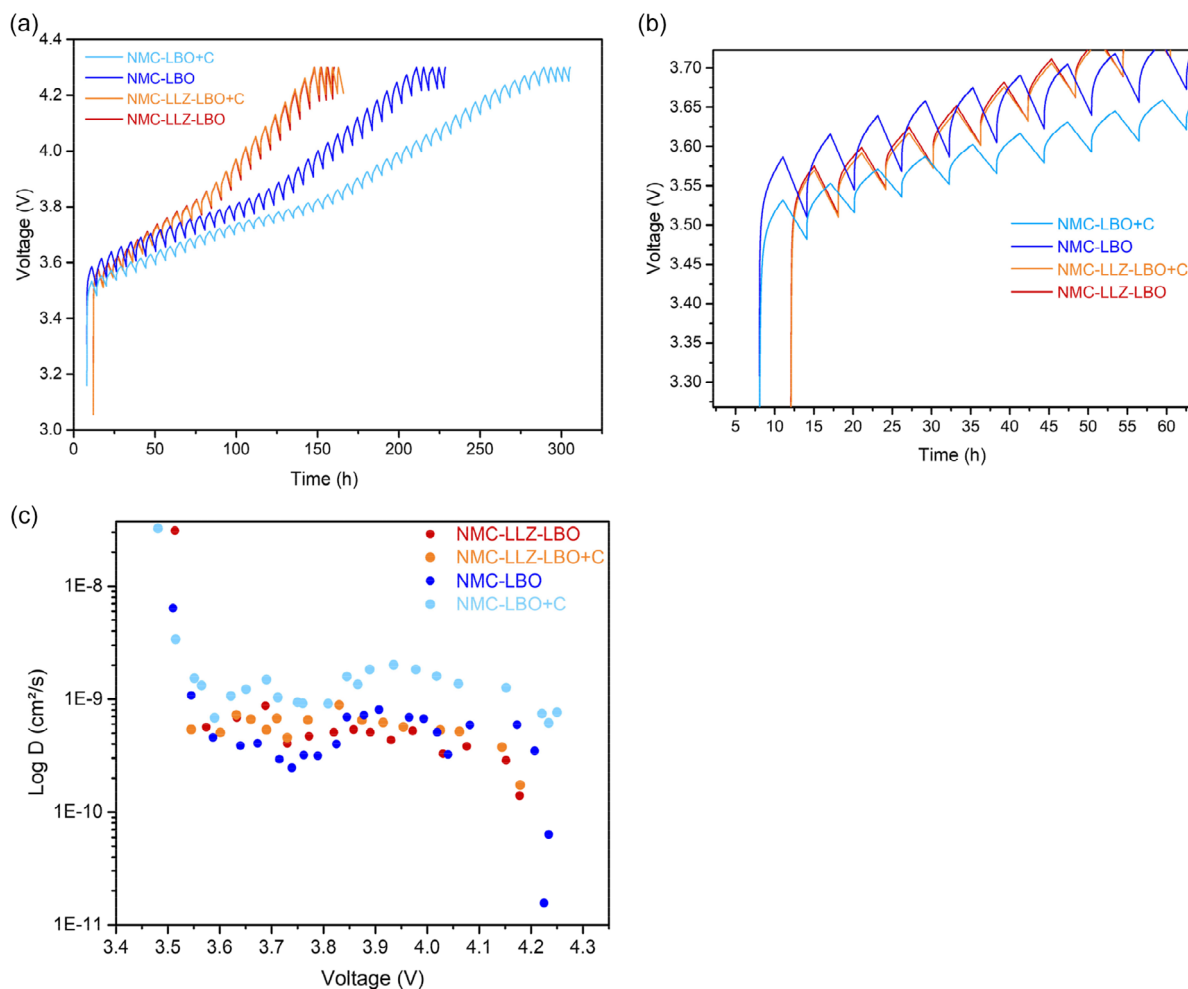 (a)
4.4
4.2
4.0
3.8
3.6
3.4
3.2
3.0
Voltage (V)
NMC-LBO+C
NMC-LBO
NMC-LLZ-LBO+C
NMC-LLZ-LBO
0 50 100 150 200 250 300
Time (h)
(b)
3.70
3.65
3.60
3.55
3.50
3.45
3.40
3.35
3.30
Voltage (V)
NMC-LBO+C
NMC-LBO
NMC-LLZ-LBO+C
NMC-LLZ-LBO
5 10 15 20 25 30 35 40 45 50 55 60
Time (h)
(c)
1E-8
1E-9
1E-10
1E-11
Log D (cm²/s)
NMC-LLZ-LBO
NMC-LLZ-LBO+C
NMC-LBO
NMC-LBO+C
3.4 3.5 3.6 3.7 3.8 3.9 4.0 4.1 4.2 4.3
Voltage (V)